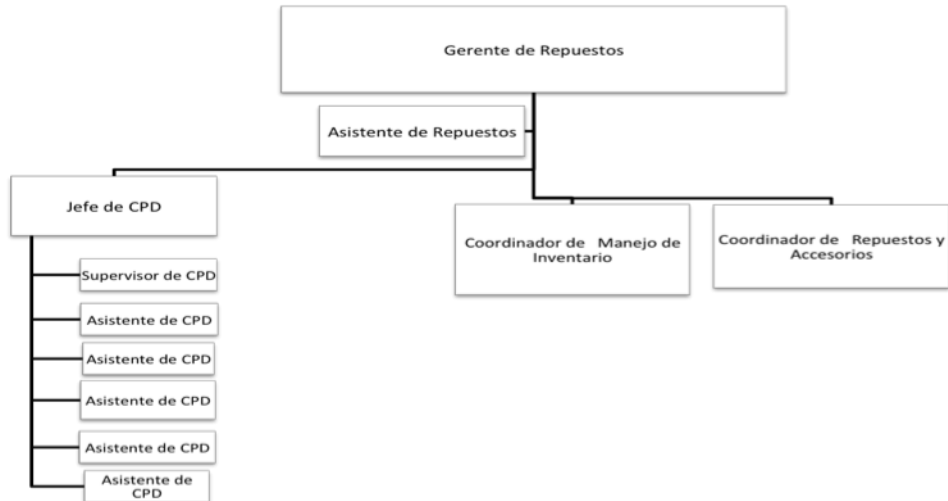 Gerente de Repuestos
Asistente de Repuestos
Jefe de CPD
Coordinador de Manejo de
Inventario
Coordinador de Repuestos y
Accesorios
Supervisor de CPD
Asistente de CPD
Asistente de CPD
Asistente de CPD
Asistente de CPD
Asistente de
CPD